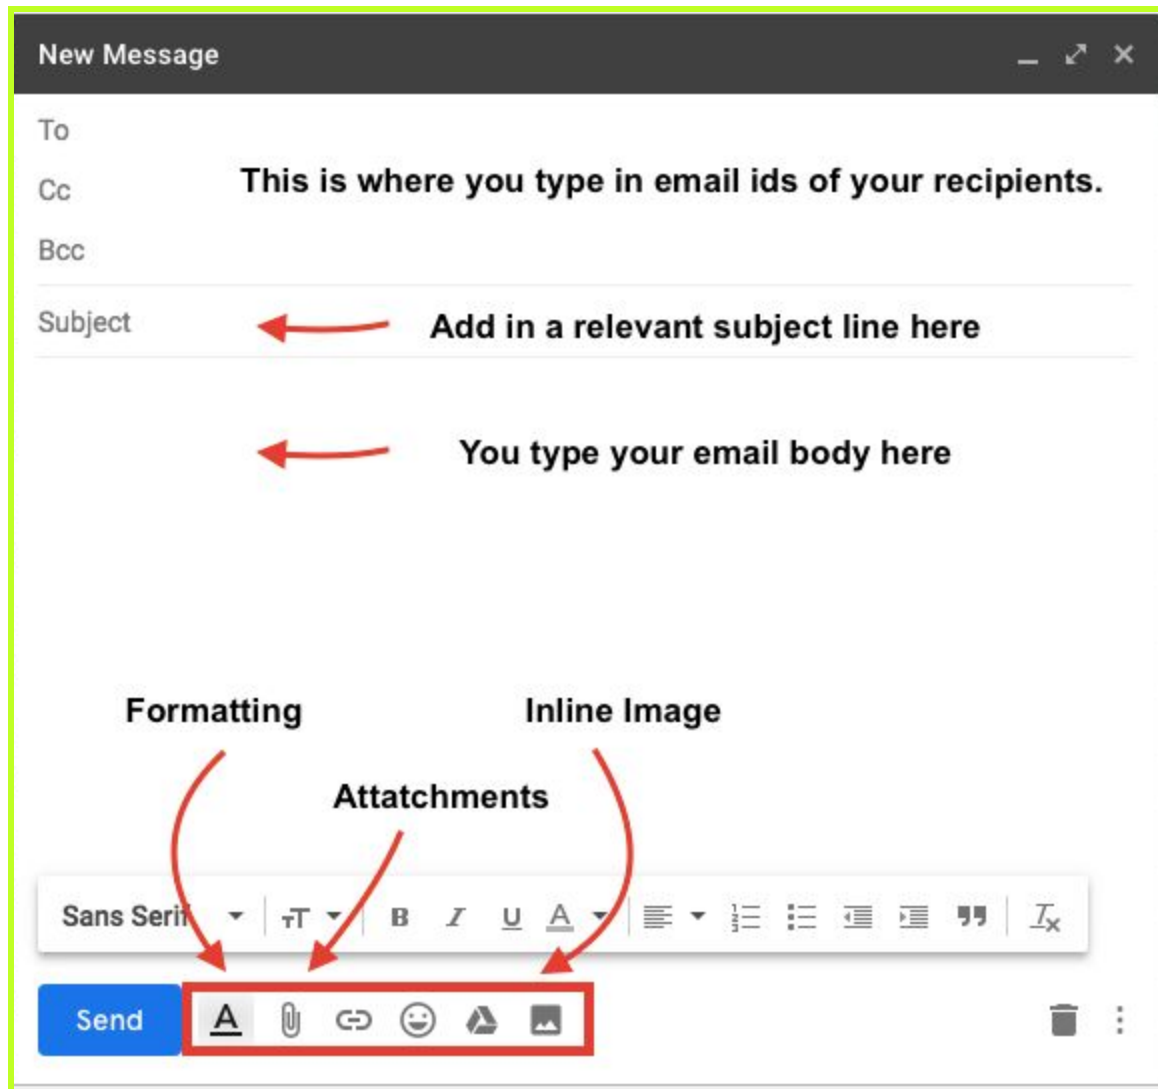 New Message
To
This is where you type in email ids of your recipients.
Cc
Bcc
Subject
Add in a relevant subject line here
You type your email body here
Formatting
Inline Image
Attatchments
Sans Serif
Send